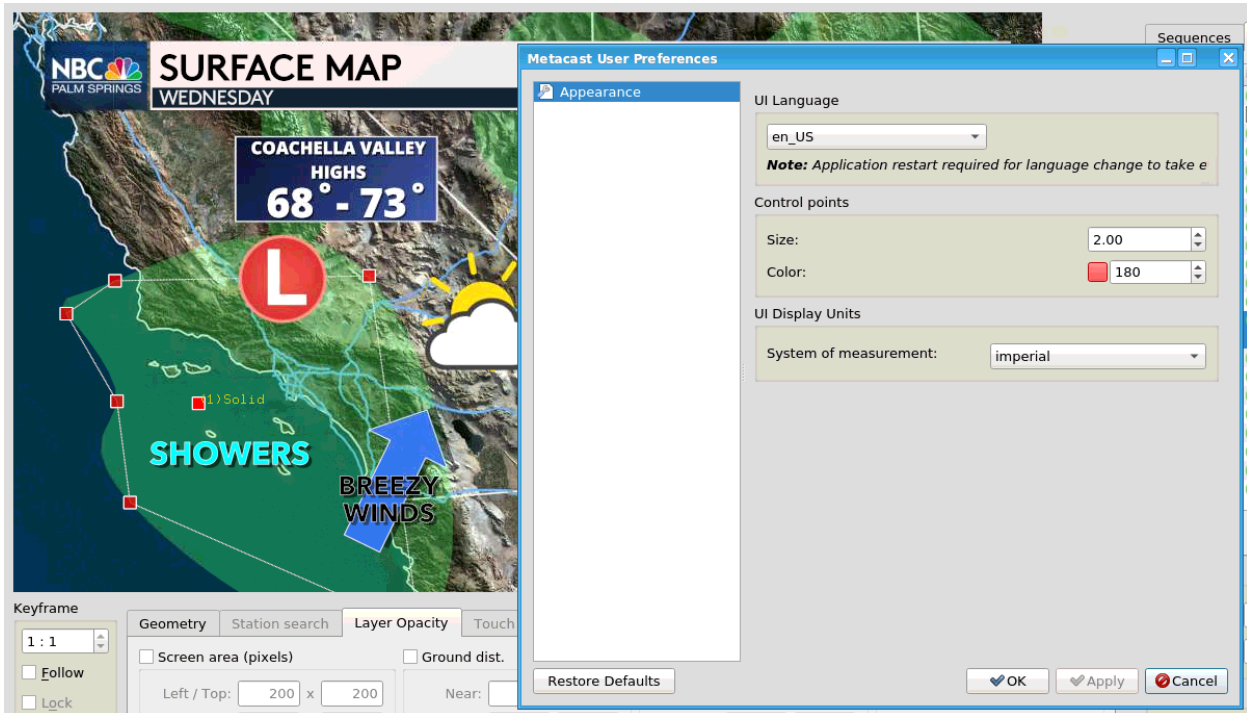 Sequences
NBC
PALM SPRINGS
SURFACE MAP
WEDNESDAY
COACHELLA VALLEY
HIGHS
68° - 73°
L
(1)Solid
SHOWERS
BREEZY
WINDS
Metacast User Preferences
Appearance
UI Language
en_US
Note: Application restart required for language change to take e
Control points
Size: 2.00
Color: 180
UI Display Units
System of measurement: imperial
Restore Defaults OK Apply Cancel
Keyframe
1 : 1
Follow
Lock
Geometry Station search Layer Opacity Touch
Screen area (pixels) Ground dist.
Left / Top: 200 x 200 Near: